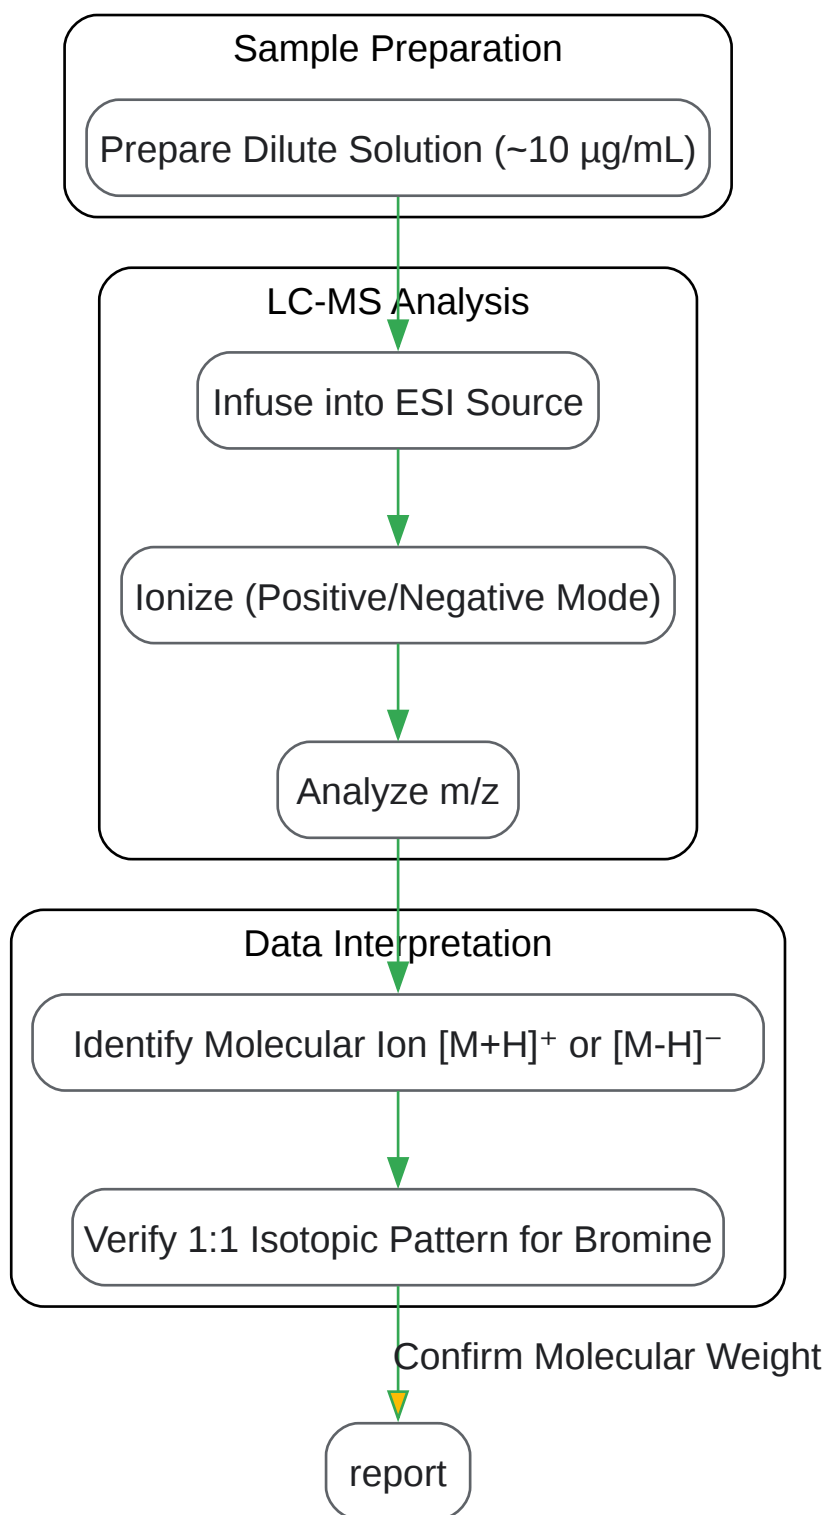 Sample Preparation
Prepare Dilute Solution (~10 µg/mL)
LC-MS Analysis
Infuse into ESI Source
Ionize (Positive/Negative Mode)
Analyze m/z
Data Interpretation
Identify Molecular Ion [M+H]⁺ or [M-H]⁻
Verify 1:1 Isotopic Pattern for Bromine
Confirm Molecular Weight
report